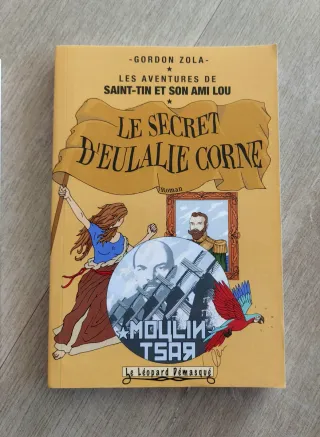 -GORDON ZOLA-
LES AVENTURES DE
SAINT-TIN ET SON AMI LOU
LE SECRET
D'EULALIE CORNE
Roman
MOULIN
TSAR
Le Léopard Démasqué